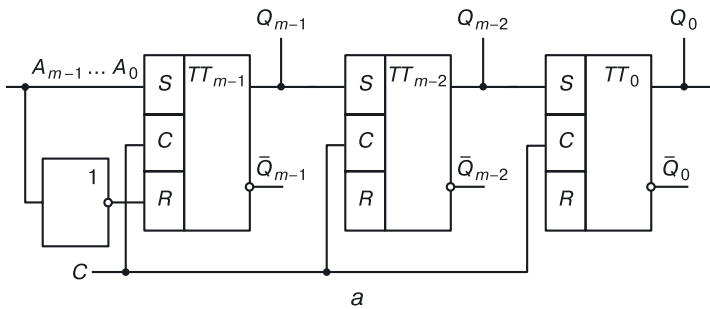 Q_{m-1} Q_{m-2} Q_0
A_{m-1} ... A_0 S TT_{m-1} S TT_{m-2} S TT_0
C C C
1 Q̄_{m-1} Q̄_{m-2} Q̄_0
R R R
C
a